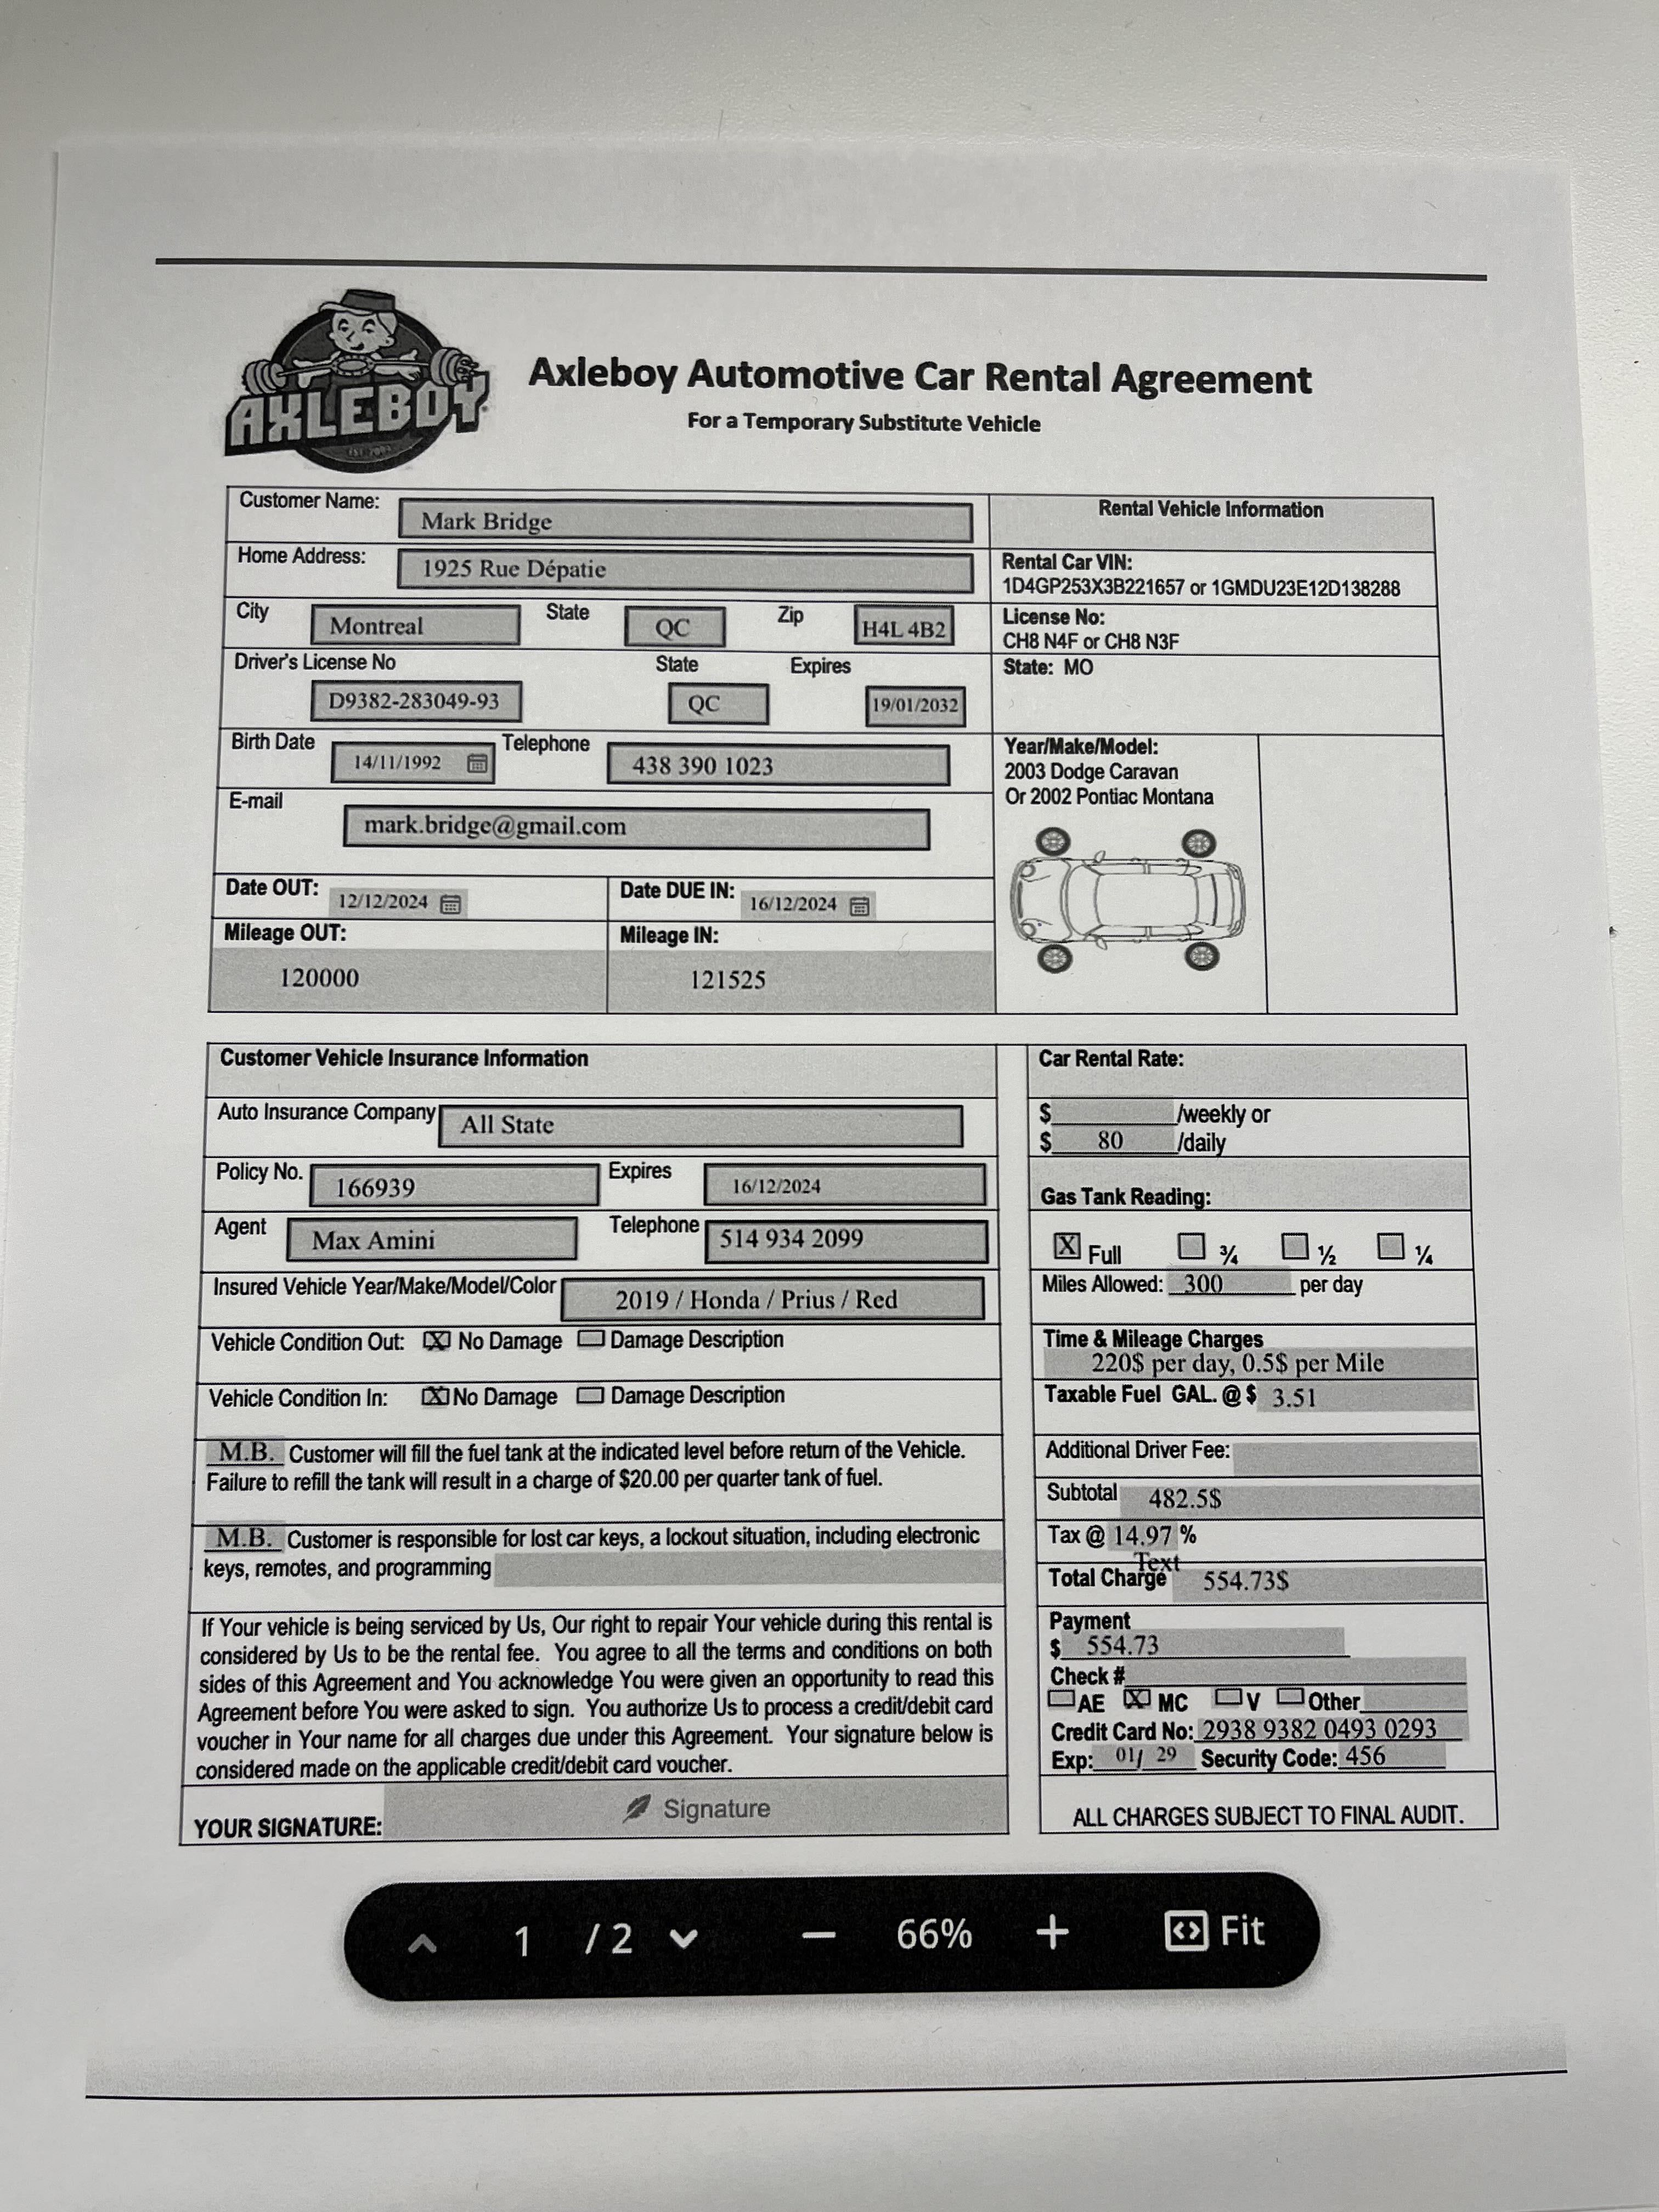 AXLEBOY
Axleboy Automotive Car Rental Agreement
For a Temporary Substitute Vehicle
Customer Name: Mark Bridge
Home Address: 1925 Rue Dépatie
City Montreal State QC Zip H4L 4B2
Driver's License No State Expires
D9382-283049-93 QC 19/01/2032
Birth Date 14/11/1992 Telephone 438 390 1023
E-mail
mark.bridge@gmail.com
Date OUT: 12/12/2024 Date DUE IN: 16/12/2024
Mileage OUT: Mileage IN:
120000 121525
Rental Vehicle Information
Rental Car VIN:
1D4GP253X3B221657 or 1GMDU23E12D138288
License No:
CH8 N4F or CH8 N3F
State: MO
Year/Make/Model:
2003 Dodge Caravan
Or 2002 Pontiac Montana
Customer Vehicle Insurance Information
Auto Insurance Company All State
Policy No. 166939 Expires 16/12/2024
Agent Max Amini Telephone 514 934 2099
Insured Vehicle Year/Make/Model/Color 2019 / Honda / Prius / Red
Vehicle Condition Out: X No Damage Damage Description
Vehicle Condition In: X No Damage Damage Description
M.B. Customer will fill the fuel tank at the indicated level before return of the Vehicle.
Failure to refill the tank will result in a charge of $20.00 per quarter tank of fuel.
M.B. Customer is responsible for lost car keys, a lockout situation, including electronic
keys, remotes, and programming
If Your vehicle is being serviced by Us, Our right to repair Your vehicle during this rental is
considered by Us to be the rental fee. You agree to all the terms and conditions on both
sides of this Agreement and You acknowledge You were given an opportunity to read this
Agreement before You were asked to sign. You authorize Us to process a credit/debit card
voucher in Your name for all charges due under this Agreement. Your signature below is
considered made on the applicable credit/debit card voucher.
YOUR SIGNATURE: Signature
Car Rental Rate:
$ /weekly or
$ 80 /daily
Gas Tank Reading:
X Full ¾ ½ ¼
Miles Allowed: 300 per day
Time & Mileage Charges
220$ per day, 0.5$ per Mile
Taxable Fuel GAL. @ $ 3.51
Additional Driver Fee:
Subtotal 482.5$
Tax @ 14.97 %
Text
Total Charge 554.73$
Payment
$ 554.73
Check #
AE X MC V Other
Credit Card No: 2938 9382 0493 0293
Exp: 01/ 29 Security Code: 456
ALL CHARGES SUBJECT TO FINAL AUDIT.
1 / 2 66% Fit